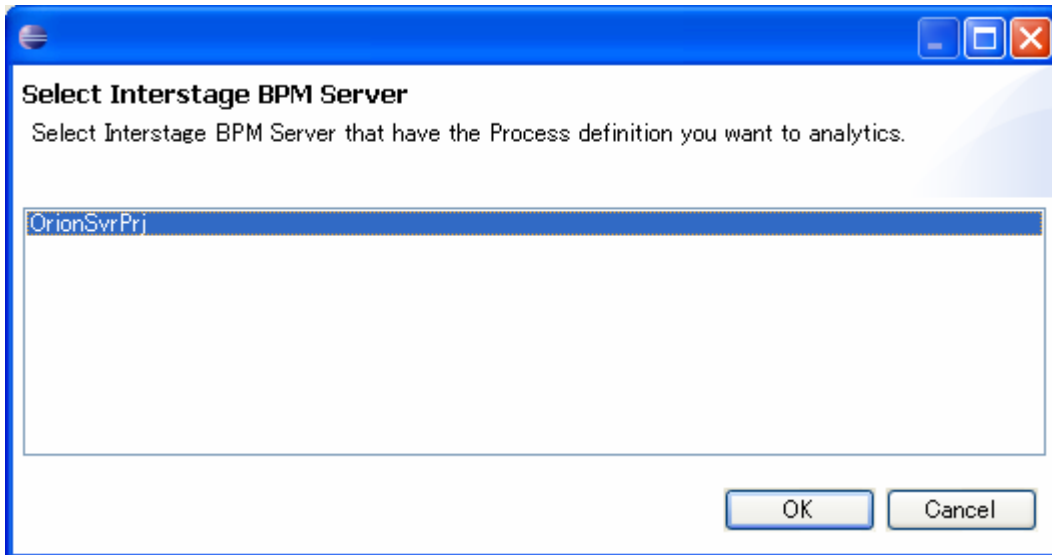 Select Interstage BPM Server
Select Interstage BPM Server that have the Process definition you want to analytics.
OrionSvrPrj
OK
Cancel